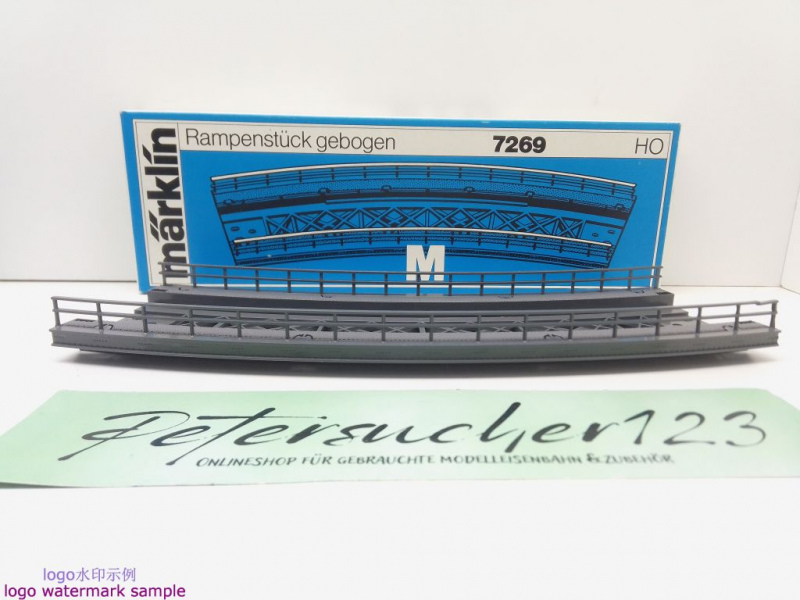 märklin
Rampenstück gebogen 7269 HO
M
Petersucher123
ONLINESHOP FÜR GEBRAUCHTE MODELLEISENBAHN & ZUBEHÖR
logo水印示例
logo watermark sample